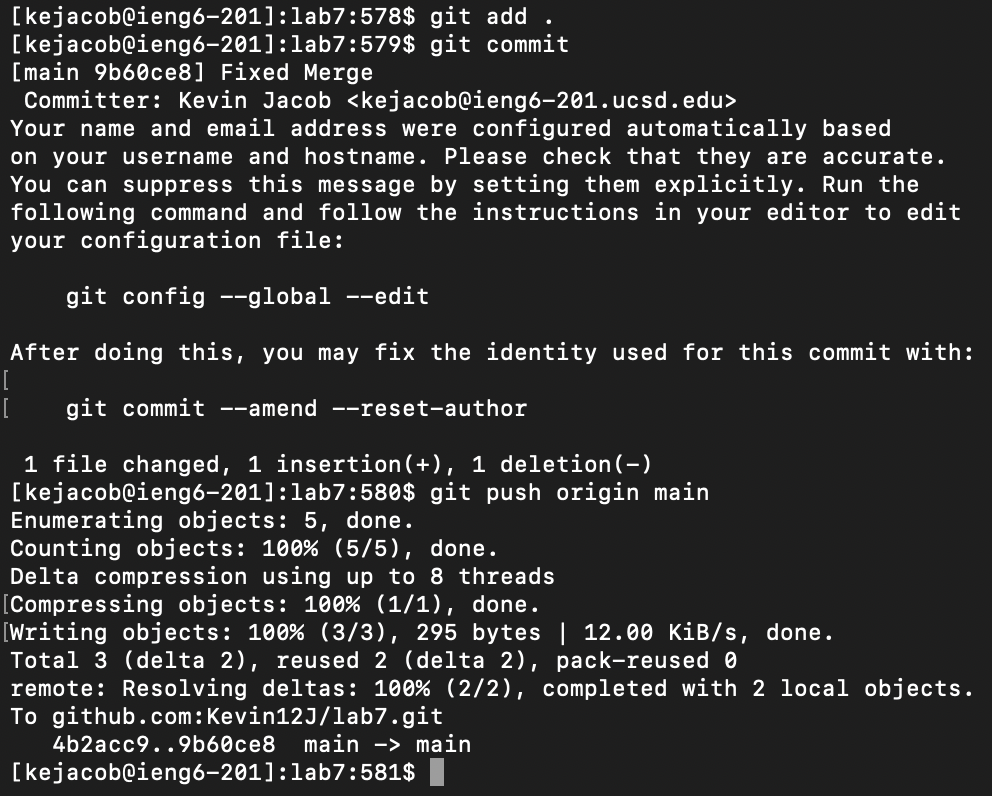 [kejacob@ieng6-201]:lab7:578$ git add .
[kejacob@ieng6-201]:lab7:579$ git commit
[main 9b60ce8] Fixed Merge
 Committer: Kevin Jacob <kejacob@ieng6-201.ucsd.edu>
Your name and email address were configured automatically based
on your username and hostname. Please check that they are accurate.
You can suppress this message by setting them explicitly. Run the
following command and follow the instructions in your editor to edit
your configuration file:

    git config --global --edit

After doing this, you may fix the identity used for this commit with:
[
[    git commit --amend --reset-author

 1 file changed, 1 insertion(+), 1 deletion(-)
[kejacob@ieng6-201]:lab7:580$ git push origin main
Enumerating objects: 5, done.
Counting objects: 100% (5/5), done.
Delta compression using up to 8 threads
[Compressing objects: 100% (1/1), done.
[Writing objects: 100% (3/3), 295 bytes | 12.00 KiB/s, done.
Total 3 (delta 2), reused 2 (delta 2), pack-reused 0
remote: Resolving deltas: 100% (2/2), completed with 2 local objects.
To github.com:Kevin12J/lab7.git
   4b2acc9..9b60ce8  main -> main
[kejacob@ieng6-201]:lab7:581$